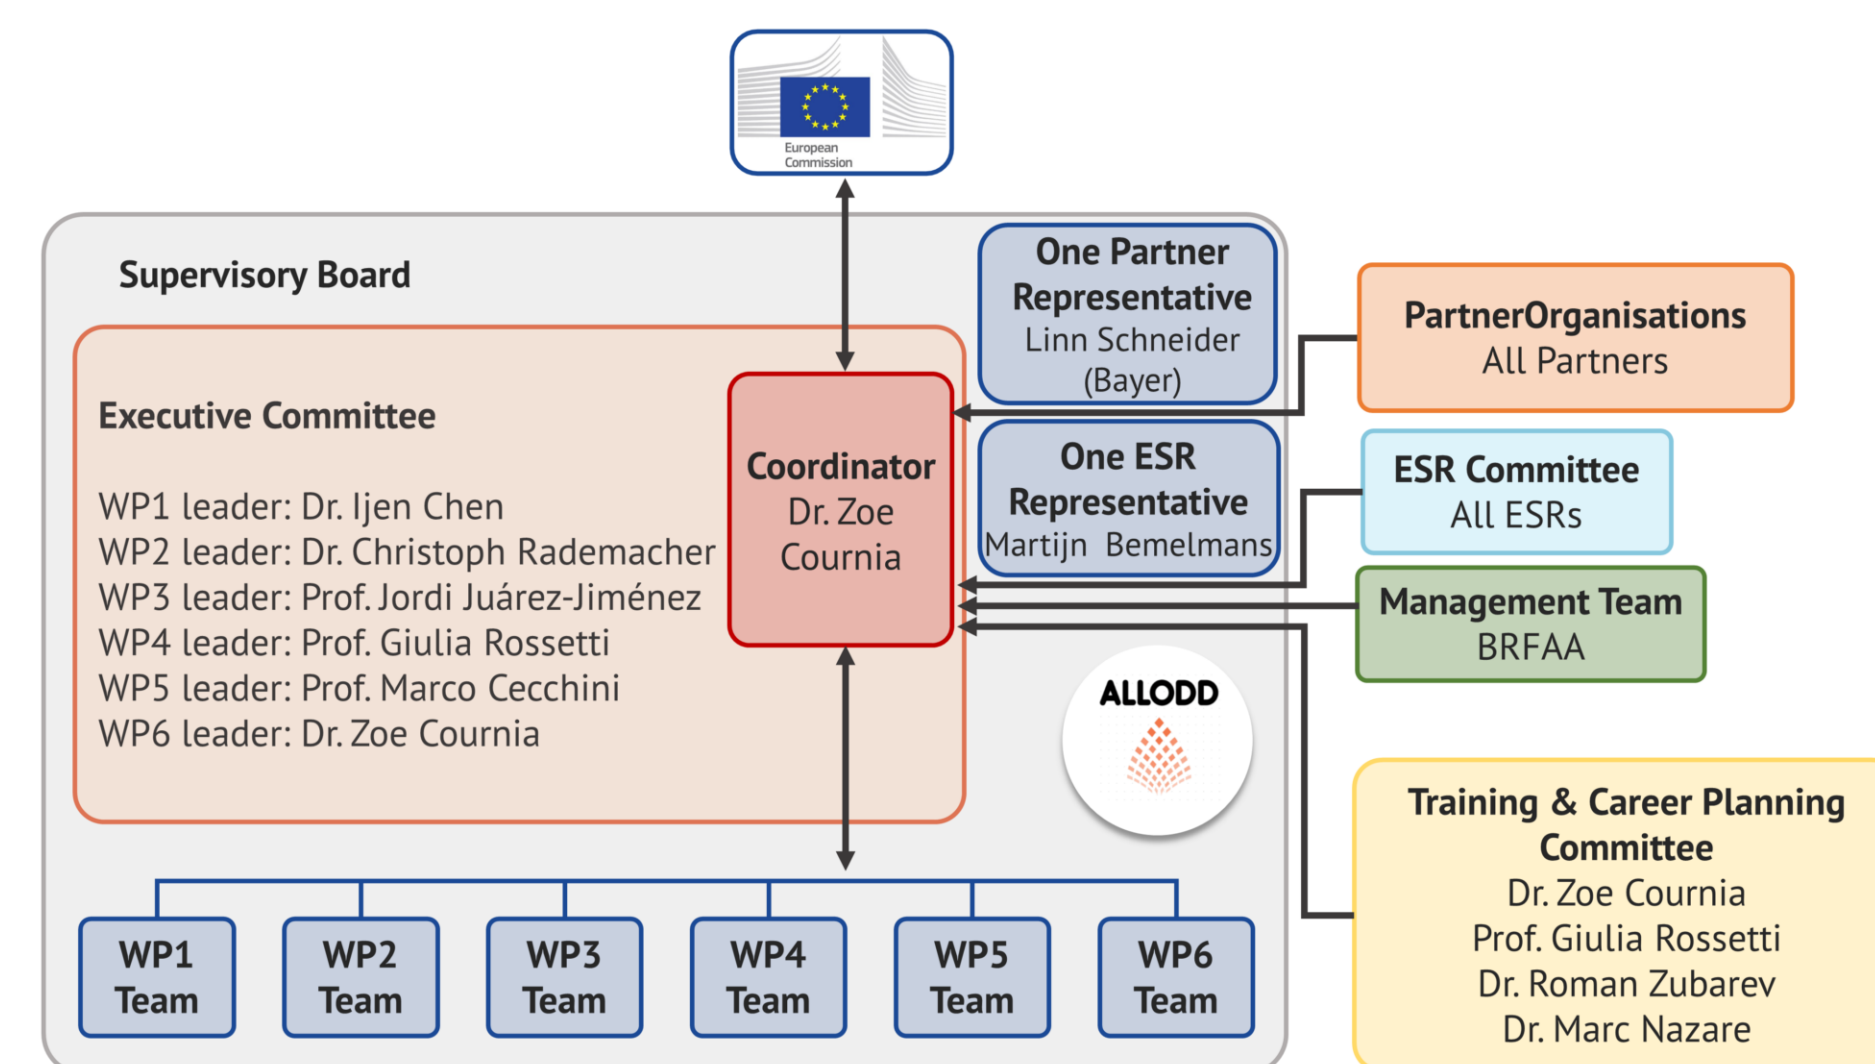 European
Commission
Supervisory Board
One Partner
Representative
Linn Schneider
(Bayer)
PartnerOrganisations
All Partners
Executive Committee
WP1 leader: Dr. Ijen Chen
WP2 leader: Dr. Christoph Rademacher
WP3 leader: Prof. Jordi Juárez-Jiménez
WP4 leader: Prof. Giulia Rossetti
WP5 leader: Prof. Marco Cecchini
WP6 leader: Dr. Zoe Cournia
Coordinator
Dr. Zoe
Cournia
One ESR
Representative
Martijn Bemelmans
ESR Committee
All ESRs
Management Team
BRFAA
ALLODD
Training & Career Planning
Committee
Dr. Zoe Cournia
Prof. Giulia Rossetti
Dr. Roman Zubarev
Dr. Marc Nazare
WP1
Team
WP2
Team
WP3
Team
WP4
Team
WP5
Team
WP6
Team